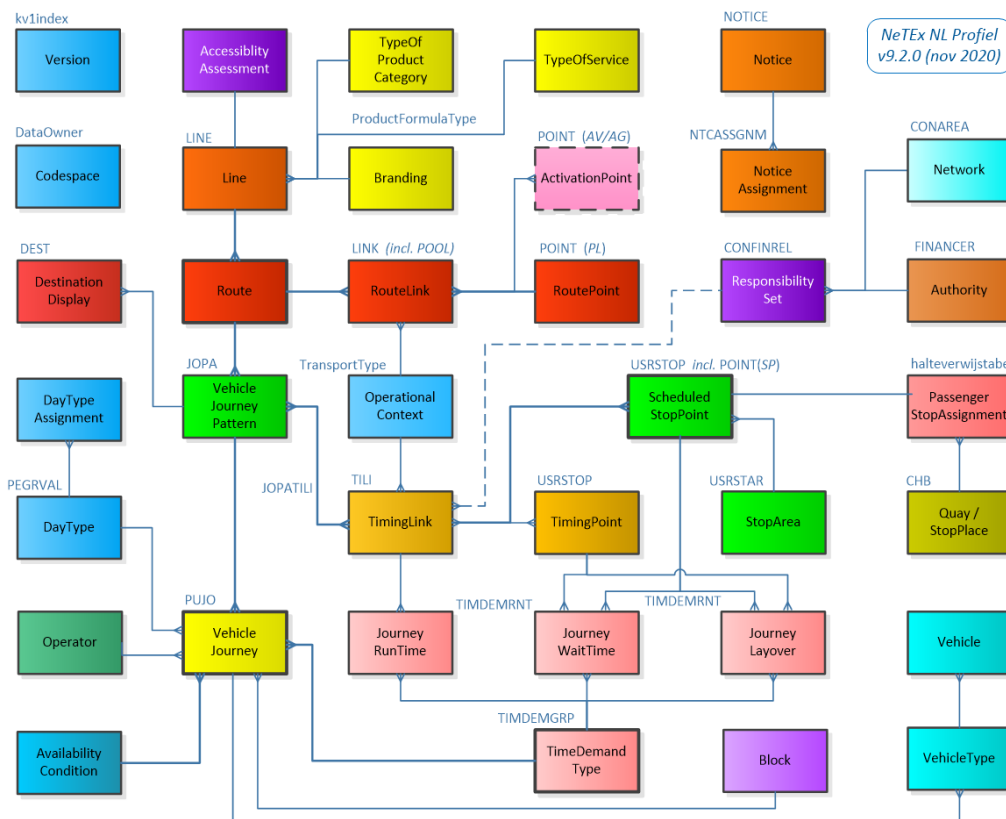 kv1index
Version
Accessiblity
Assessment
TypeOf
Product
Category
TypeOfService
NOTICE
Notice
NeTEx NL Profiel
v9.2.0 (nov 2020)
DataOwner
Codespace
LINE
Line
ProductFormulaType
Branding
POINT (AV/AG)
ActivationPoint
NTCASSGNM
Notice
Assignment
CONAREA
Network
DEST
Destination
Display
Route
LINK (incl. POOL)
RouteLink
POINT (PL)
RoutePoint
CONFINREL
Responsibility
Set
FINANCER
Authority
DayType
Assignment
JOPA
Vehicle
Journey
Pattern
TransportType
Operational
Context
USRSTOP incl. POINT(SP)
Scheduled
StopPoint
halteverwijstabe
Passenger
StopAssignment
PEGRVAL
DayType
JOPATILI
TILI
TimingLink
USRSTOP
TimingPoint
USRSTAR
StopArea
CHB
Quay /
StopPlace
Operator
PUJO
Vehicle
Journey
Journey
RunTime
TIMDEMRNT
Journey
WaitTime
TIMDEMRNT
Journey
Layover
Vehicle
Availability
Condition
TIMDEMGRP
TimeDemand
Type
Block
VehicleType